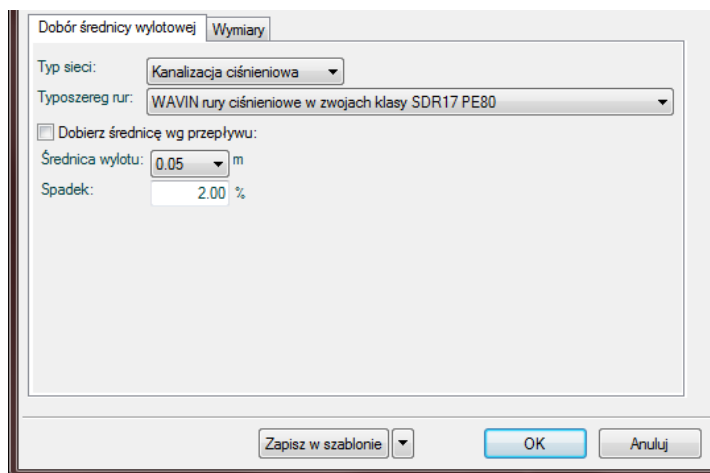 Dobór średnicy wylotowej Wymiary
Typ sieci: Kanalizacja ciśnieniowa
Typoszereg rur: WAVIN rury ciśnieniowe w zwojach klasy SDR17 PE80
Dobierz średnicę wg przepływu:
Średnica wylotu: 0.05 m
Spadek: 2.00 %
Zapisz w szablonie OK Anuluj